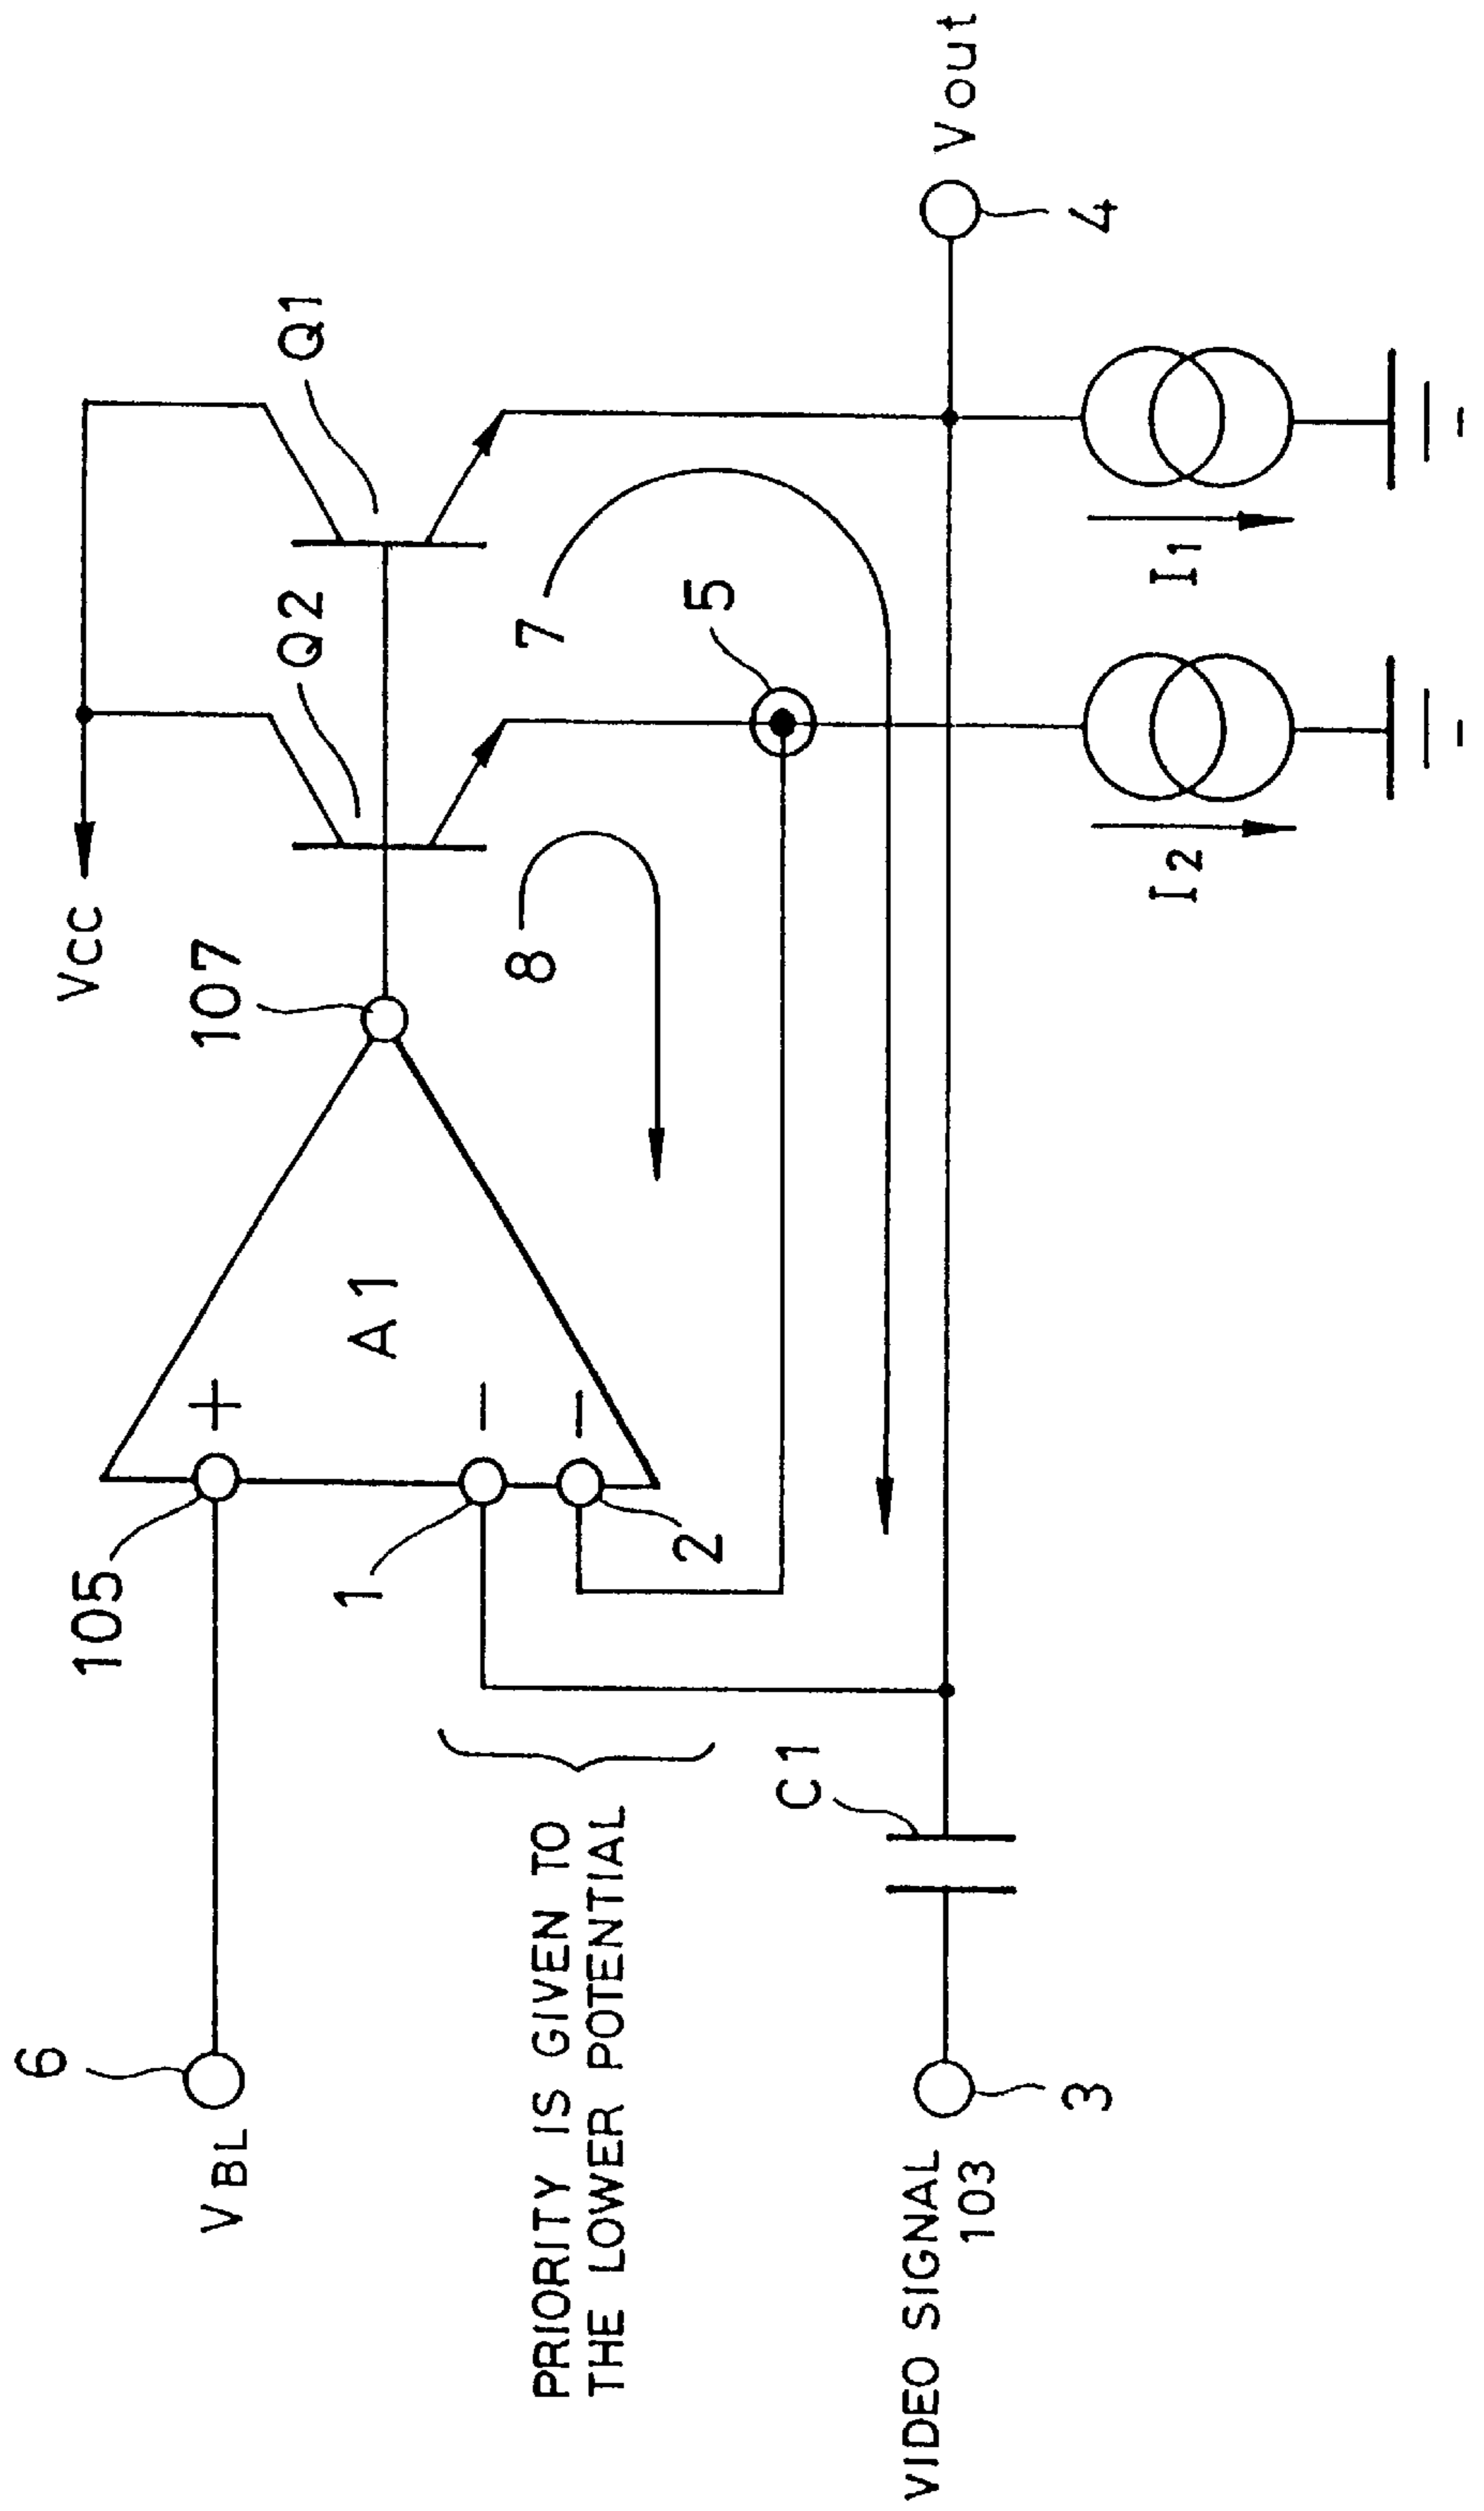 VCC
107
Q2
Q1
6
VBL
105
+
A1
1
−
2
−
8
7
5
PRIORITY IS GIVEN TO
THE LOWER POTENTIAL
C1
VIDEO SIGNAL
103
3
Vout
4
I2
I1